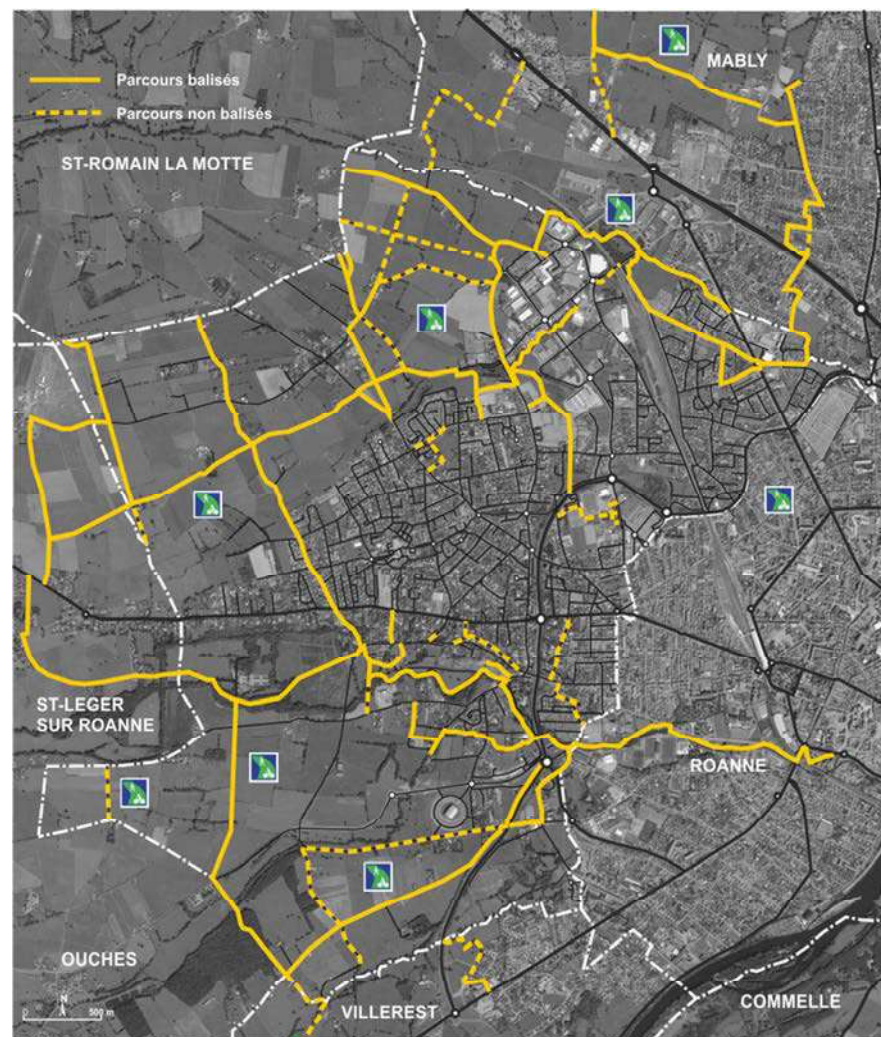 MABLY
Parcours balisés
Parcours non balisés
ST-ROMAIN LA MOTTE
ST-LEGER
SUR ROANNE
ROANNE
OUCHES
VILLEREST
COMMELLE
N
0 500 m